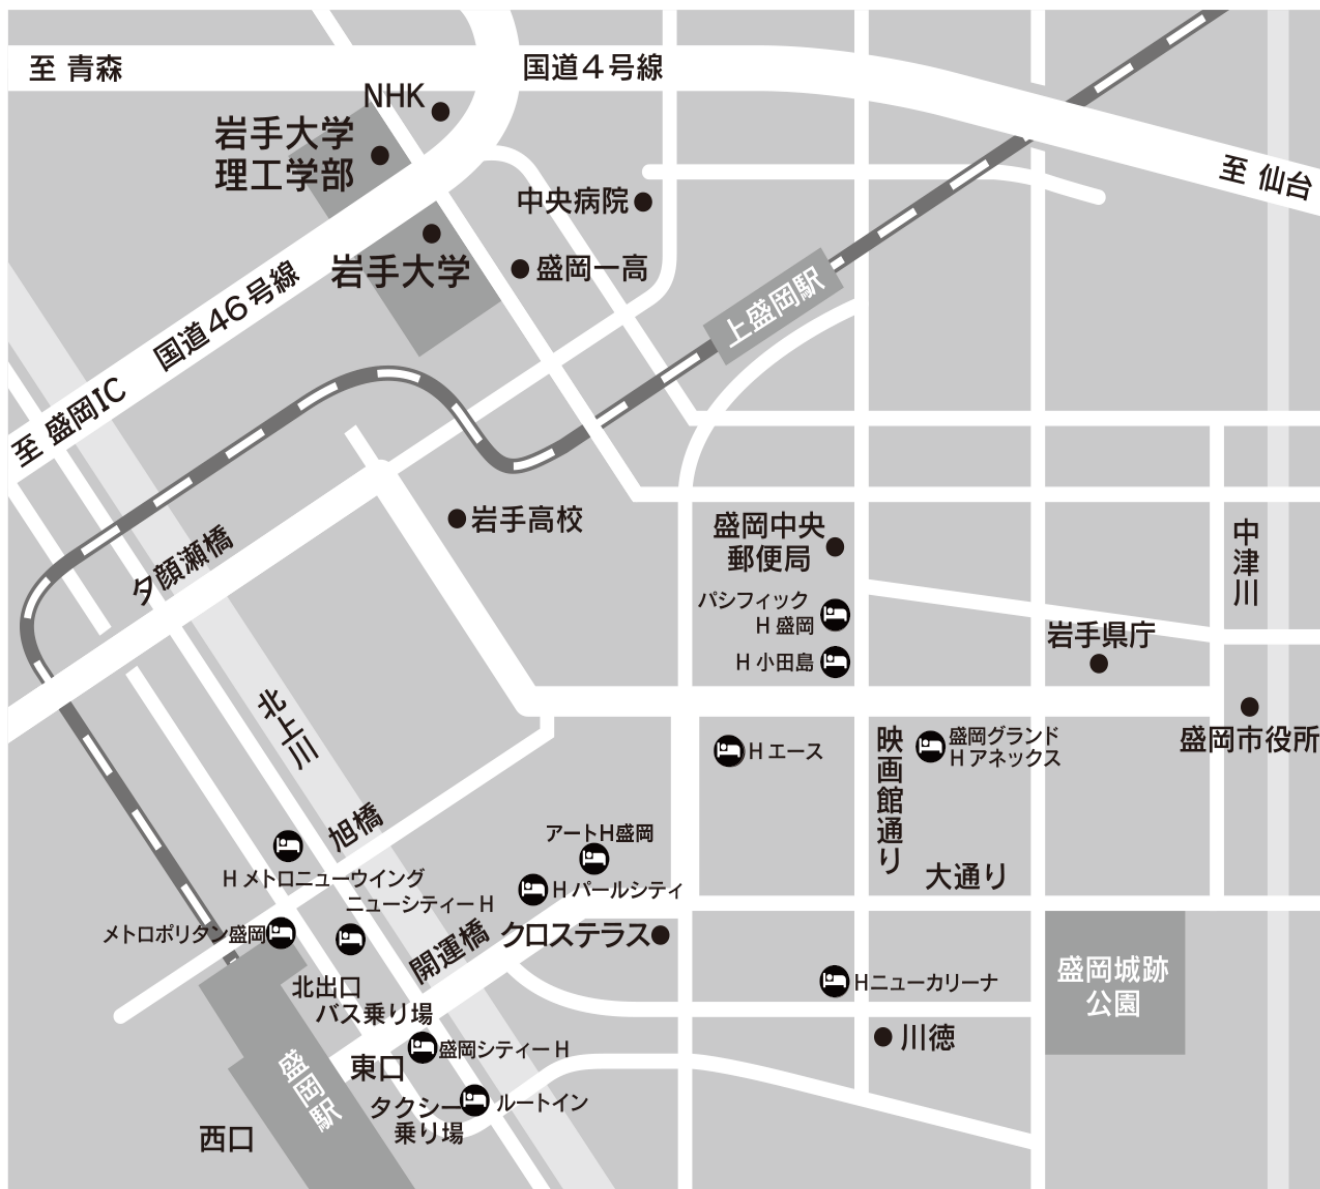 至 青森
国道4号線
NHK
岩手大学
理工学部
至 仙台
中央病院
岩手大学
盛岡一高
国道46号線
上盛岡駅
至 盛岡IC
岩手高校
夕顔瀬橋
盛岡中央
郵便局
中津川
パシフィック
H 盛岡
岩手県庁
H 小田島
北上川
H エース
映画館通り
盛岡グランド
H アネックス
盛岡市役所
旭橋
アートH盛岡
H メトロニューウイング
H パールシティ
大通り
ニューシティーH
メトロポリタン盛岡
開運橋
クロステラス
北出口
バス乗り場
Hニューカリーナ
盛岡城跡
公園
盛岡シティーH
川徳
東口
盛岡駅
タクシー
乗り場
ルートイン
西口